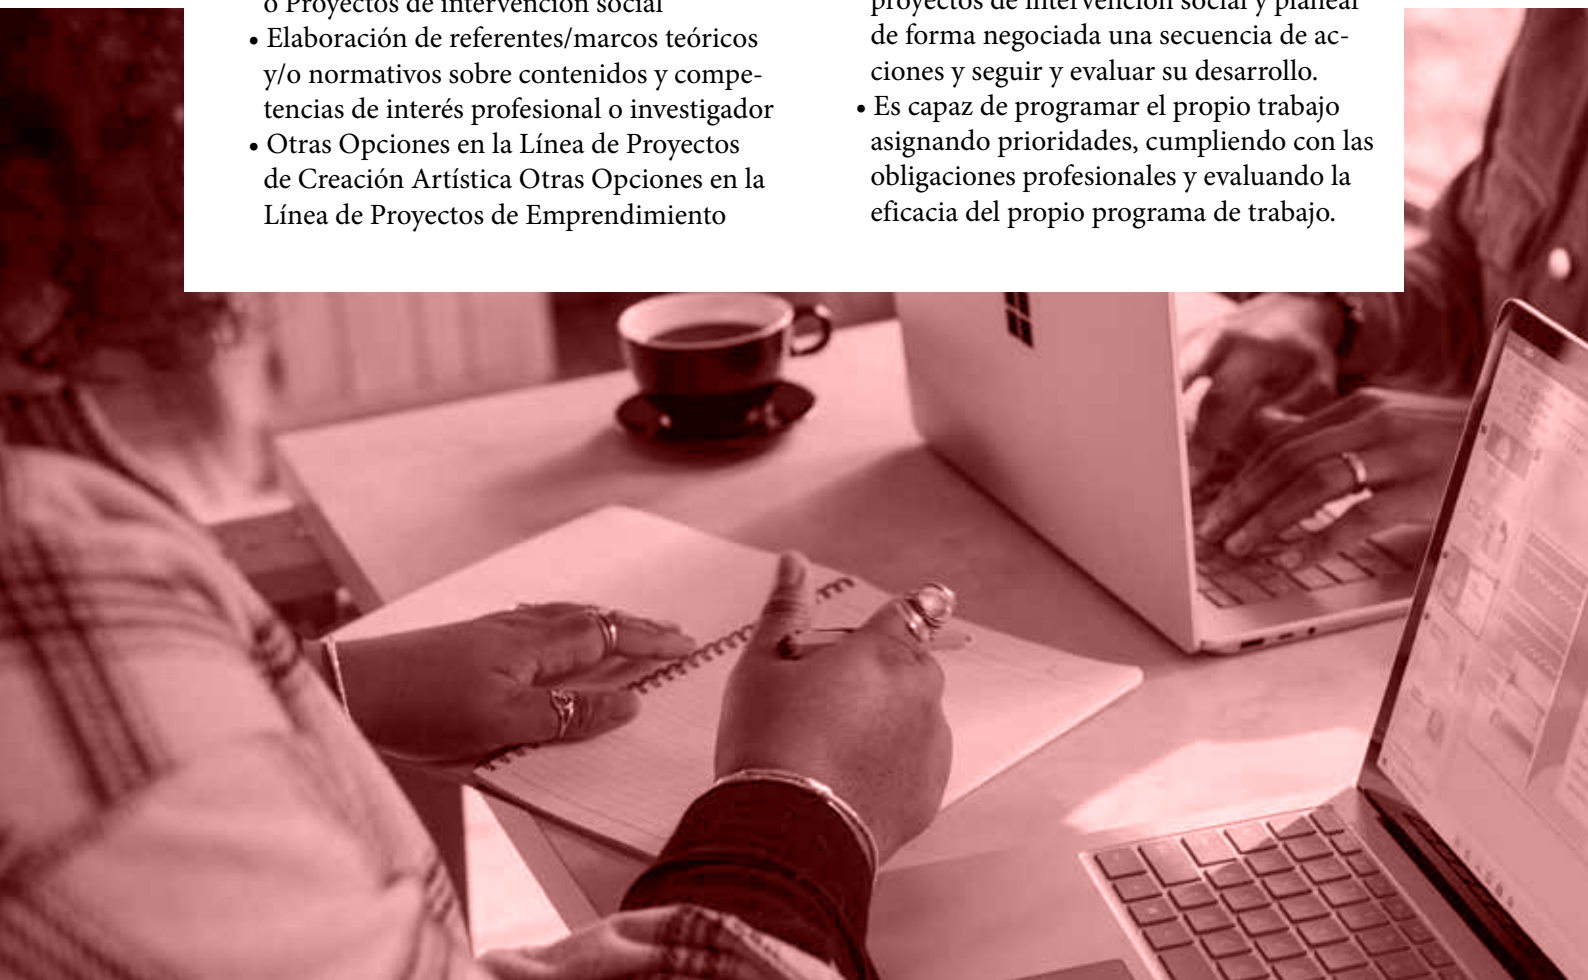 o Proyectos de intervención social
• Elaboración de referentes/marcos teóricos
y/o normativos sobre contenidos y compe-
tencias de interés profesional o investigador
• Otras Opciones en la Línea de Proyectos
de Creación Artística Otras Opciones en la
Línea de Proyectos de Emprendimiento
proyectos de intervención social y planear
de forma negociada una secuencia de ac-
ciones y seguir y evaluar su desarrollo.
• Es capaz de programar el propio trabajo
asignando prioridades, cumpliendo con las
obligaciones profesionales y evaluando la
eficacia del propio programa de trabajo.